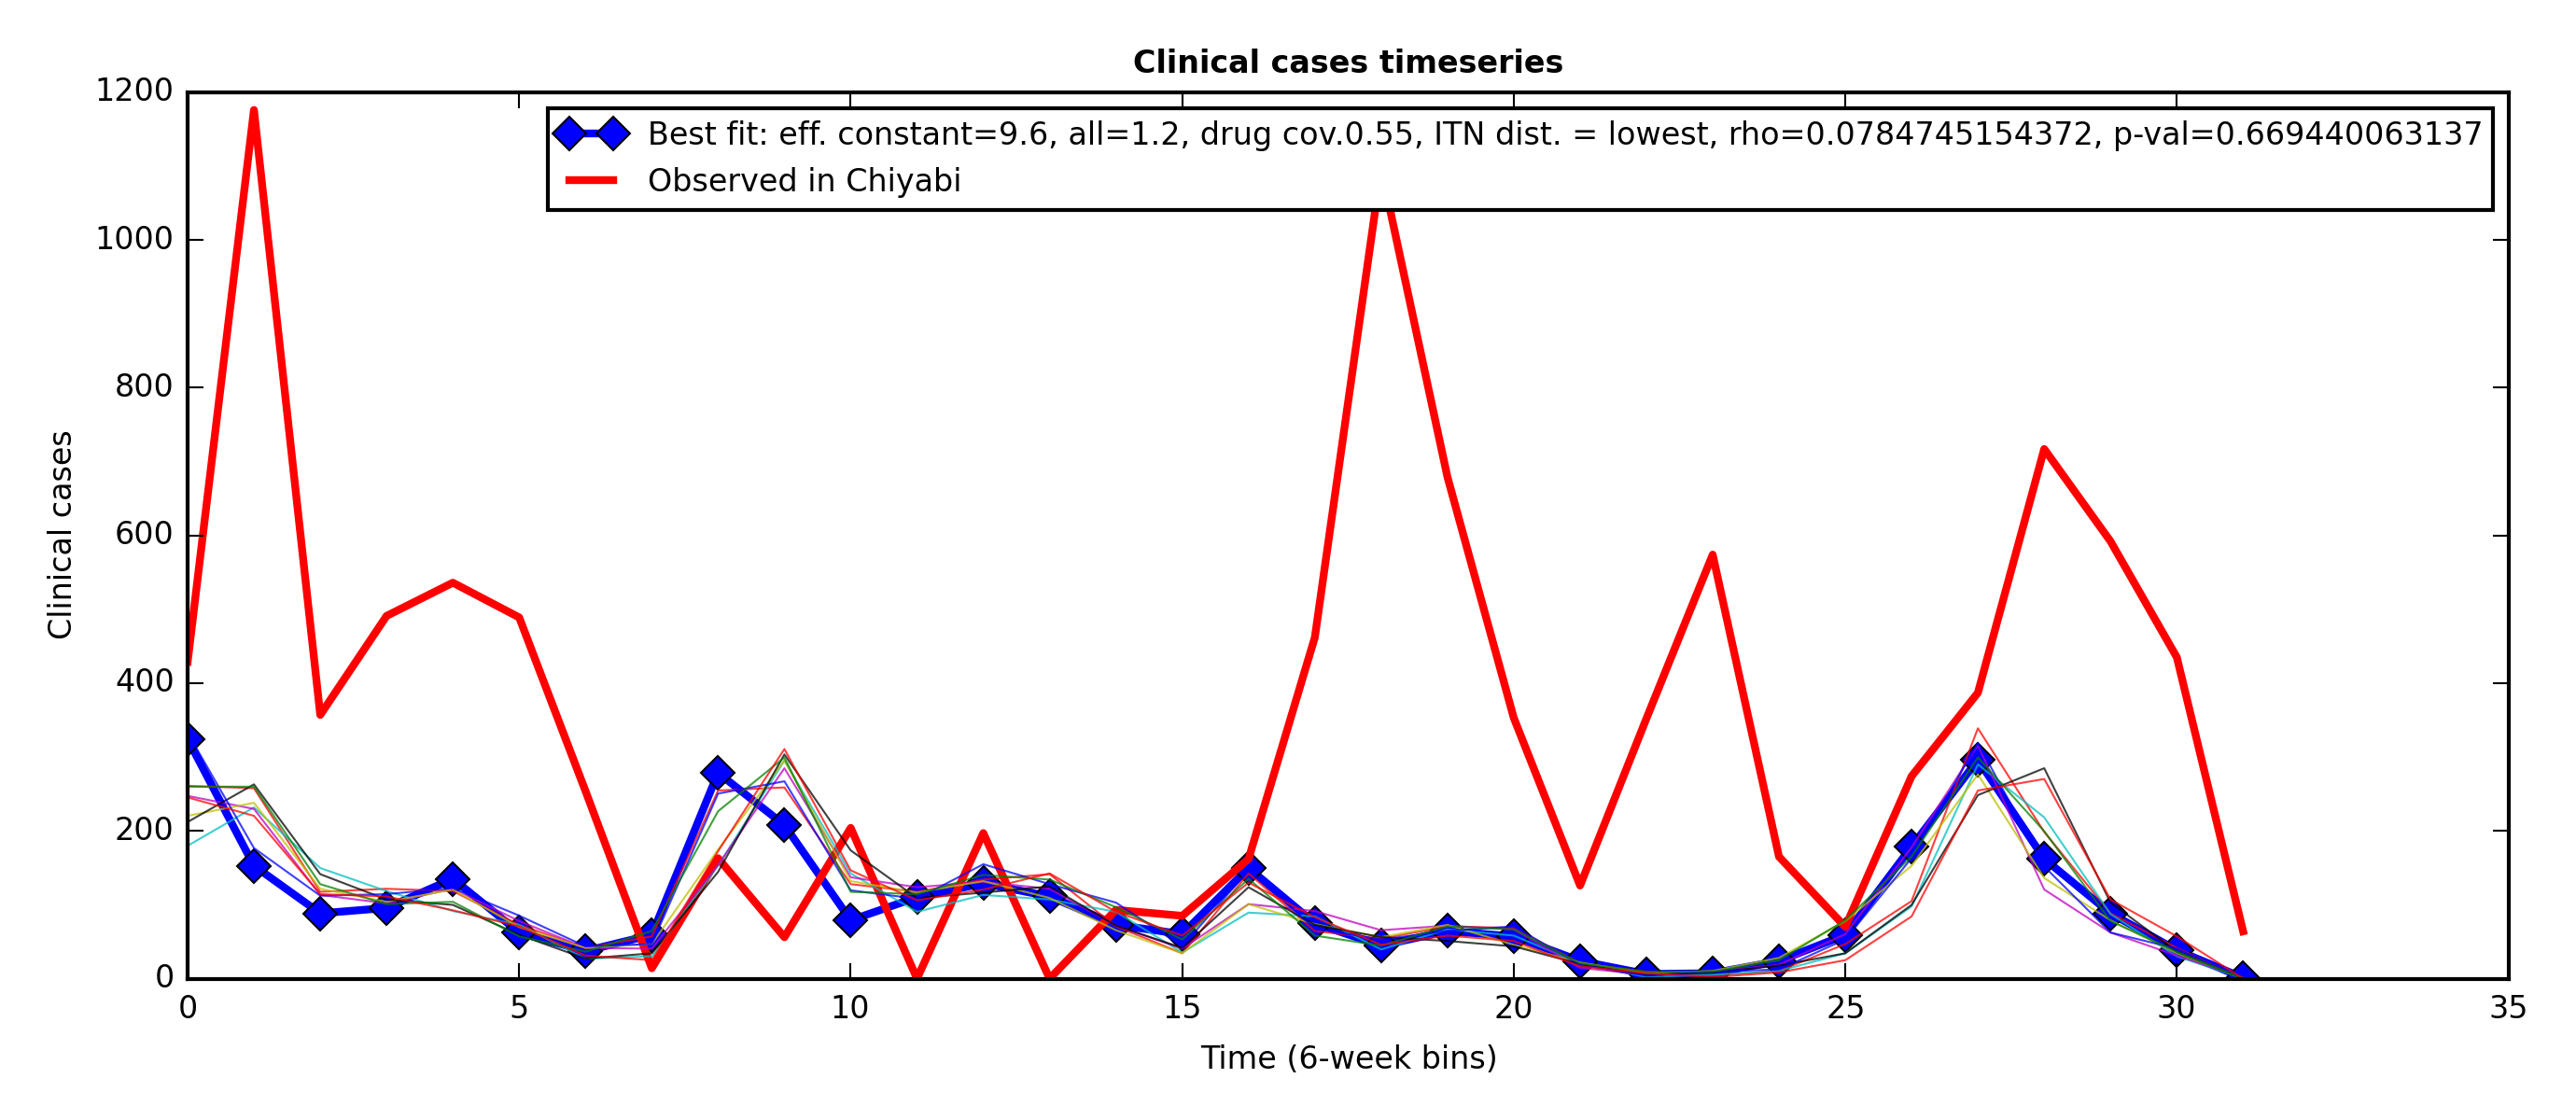 Clinical cases timeseries
1200
1000
800
600
400
200
0
Clinical cases
Best fit: eff. constant=9.6, all=1.2, drug cov.0.55, ITN dist. = lowest, rho=0.0784745154372, p-val=0.669440063137
Observed in Chiyabi
0 5 10 15 20 25 30 35
Time (6-week bins)